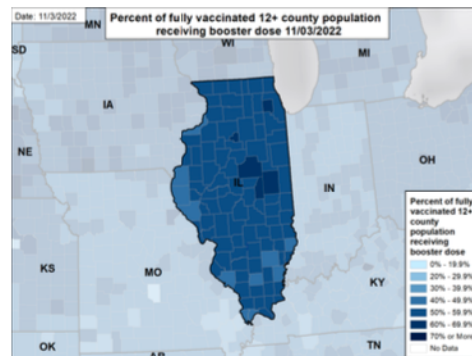 Date: 11/3/2022
Percent of fully vaccinated 12+ county population
receiving booster dose 11/03/2022
MN
SD
WI
MI
IA
NE
OH
IN
KS
MO
KY
OK
TN
Percent of fully
vaccinated 12+
county
population
receiving
booster dose
0% - 19.9%
20% - 29.9%
30% - 39.9%
40% - 49.9%
50% - 59.9%
60% - 69.9%
70% or More
No Data